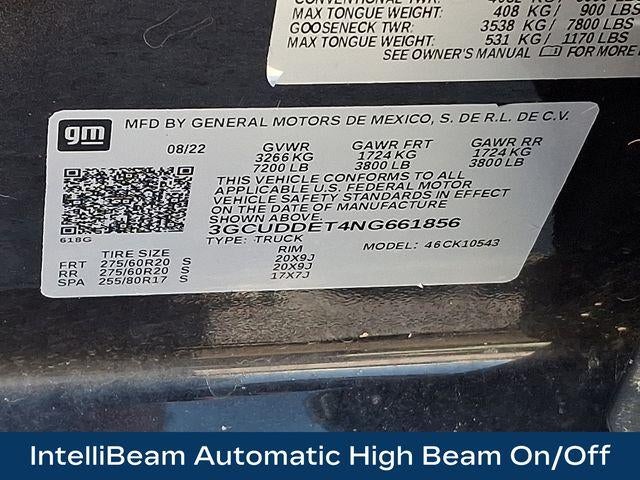 CONVENTIONAL TWR:
MAX TONGUE WEIGHT: 408 KG / 900 LBS
GOOSENECK TWR: 3538 KG / 7800 LBS
MAX TONGUE WEIGHT: 531 KG / 1170 LBS
SEE OWNER'S MANUAL FOR MORE
gm
MFD BY GENERAL MOTORS DE MEXICO, S. DE R.L. DE C.V.
08/22 GVWR GAWR FRT GAWR RR
3266 KG 1724 KG 1724 KG
7200 LB 3800 LB 3800 LB
THIS VEHICLE CONFORMS TO ALL
APPLICABLE U.S. FEDERAL MOTOR
VEHICLE SAFETY STANDARDS IN EFFECT
ON THE DATE OF MANUFACTURE
SHOWN ABOVE.
3GCUDDET4NG661856
618G
TYPE: TRUCK MODEL: 46CK10543
TIRE SIZE RIM
FRT 275/60R20 S 20X9J
RR 275/60R20 S 20X9J
SPA 255/80R17 S 17X7J
IntelliBeam Automatic High Beam On/Off